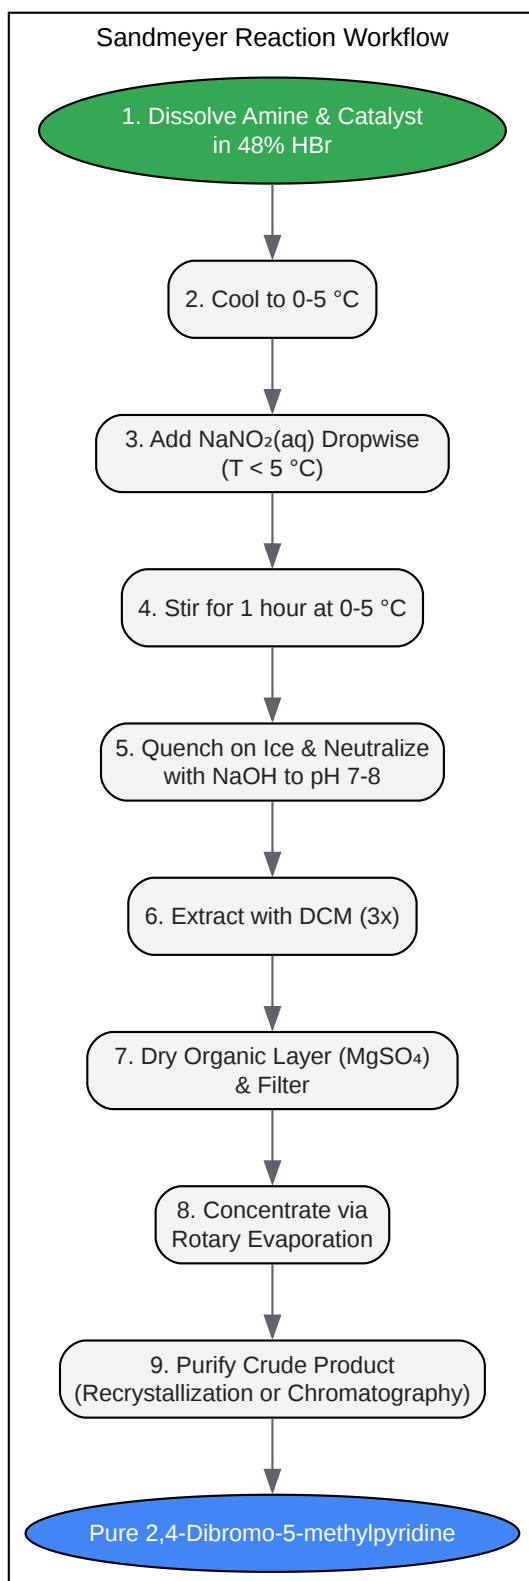 Sandmeyer Reaction Workflow
1. Dissolve Amine & Catalyst
in 48% HBr
2. Cool to 0-5 °C
3. Add NaNO₂(aq) Dropwise
(T < 5 °C)
4. Stir for 1 hour at 0-5 °C
5. Quench on Ice & Neutralize
with NaOH to pH 7-8
6. Extract with DCM (3x)
7. Dry Organic Layer (MgSO₄)
& Filter
8. Concentrate via
Rotary Evaporation
9. Purify Crude Product
(Recrystallization or Chromatography)
Pure 2,4-Dibromo-5-methylpyridine